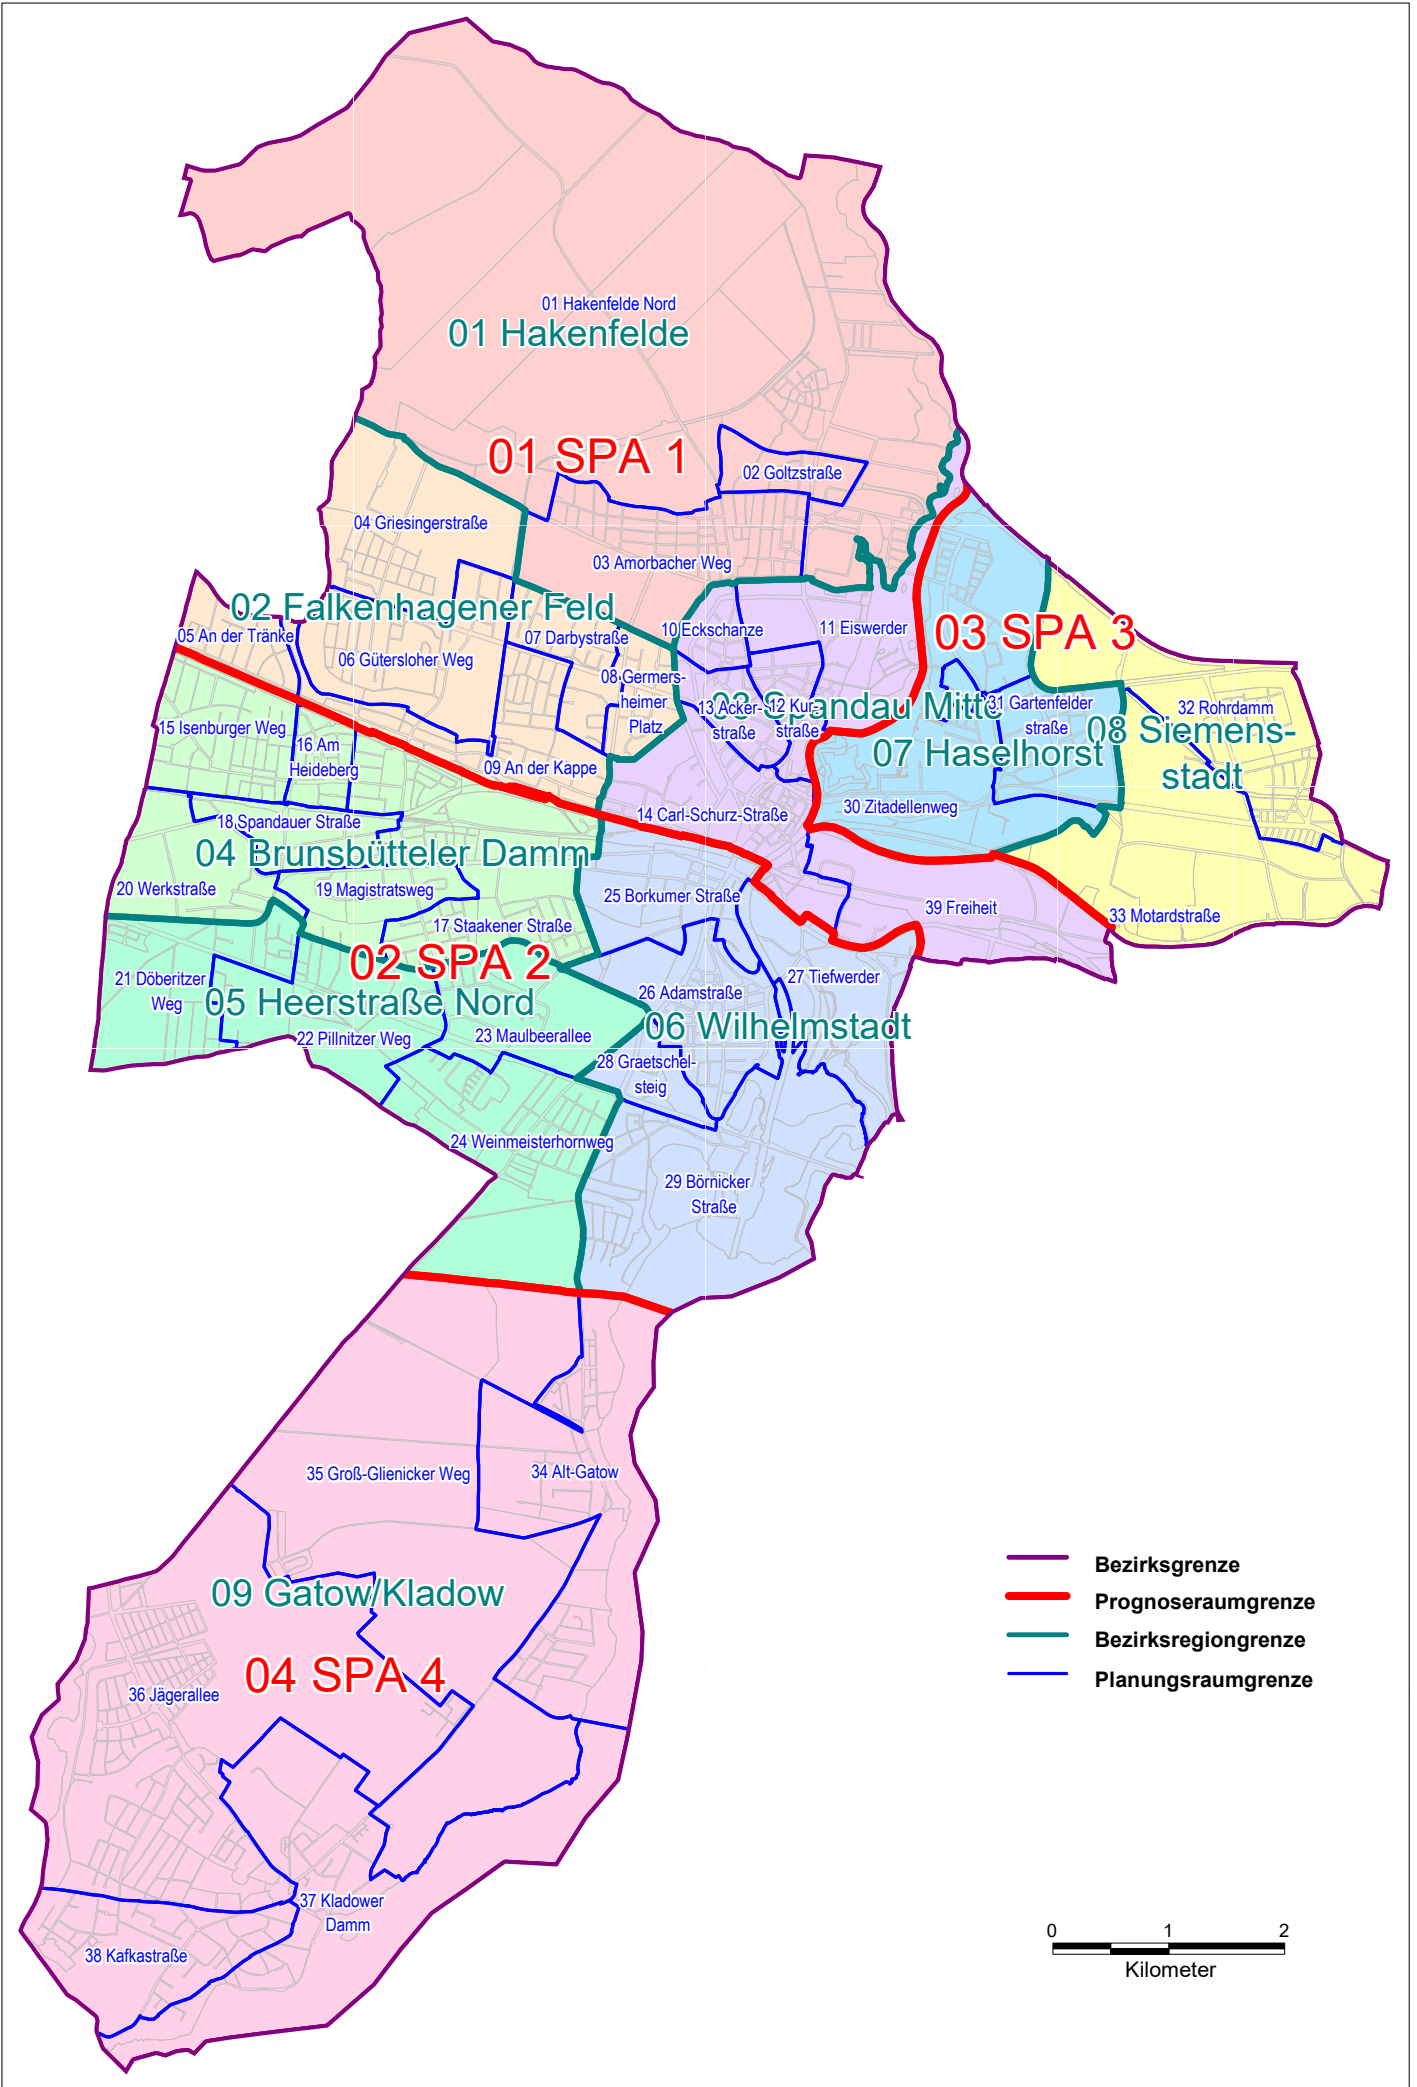 01 Hakenfelde Nord
01 Hakenfelde
01 SPA 1
02 Goltzstraße
04 Griesingerstraße
03 Amorbacher Weg
02 Falkenhagener Feld
05 An der Tränke
07 Darbystraße
06 Gütersloher Weg
08 Germers-
heimer
Platz
09 An der Kappe
10 Eckschanze
11 Eiswerder
03 SPA 3
03 Spandau Mitte
13 Acker-
straße
12 Kur-
straße
31 Gartenfelder
straße
32 Rohrdamm
08 Siemens-
stadt
07 Haselhorst
30 Zitadellenweg
14 Carl-Schurz-Straße
15 Isenburger Weg
16 Am
Heideberg
18 Spandauer Straße
04 Brunsbütteler Damm
20 Werkstraße
19 Magistratsweg
17 Staakener Straße
25 Borkumer Straße
39 Freiheit
33 Motardstraße
02 SPA 2
21 Döberitzer
Weg
05 Heerstraße Nord
22 Pillnitzer Weg
23 Maulbeerallee
26 Adamstraße
27 Tiefwerder
06 Wilhelmstadt
28 Graetschel-
steig
24 Weinmeisterhornweg
29 Börnicker
Straße
35 Groß-Glienicker Weg
34 Alt-Gatow
09 Gatow/Kladow
04 SPA 4
36 Jägerallee
37 Kladower
Damm
38 Kafkastraße
Bezirksgrenze
Prognoseraumgrenze
Bezirksregiongrenze
Planungsraumgrenze
0 1 2
Kilometer